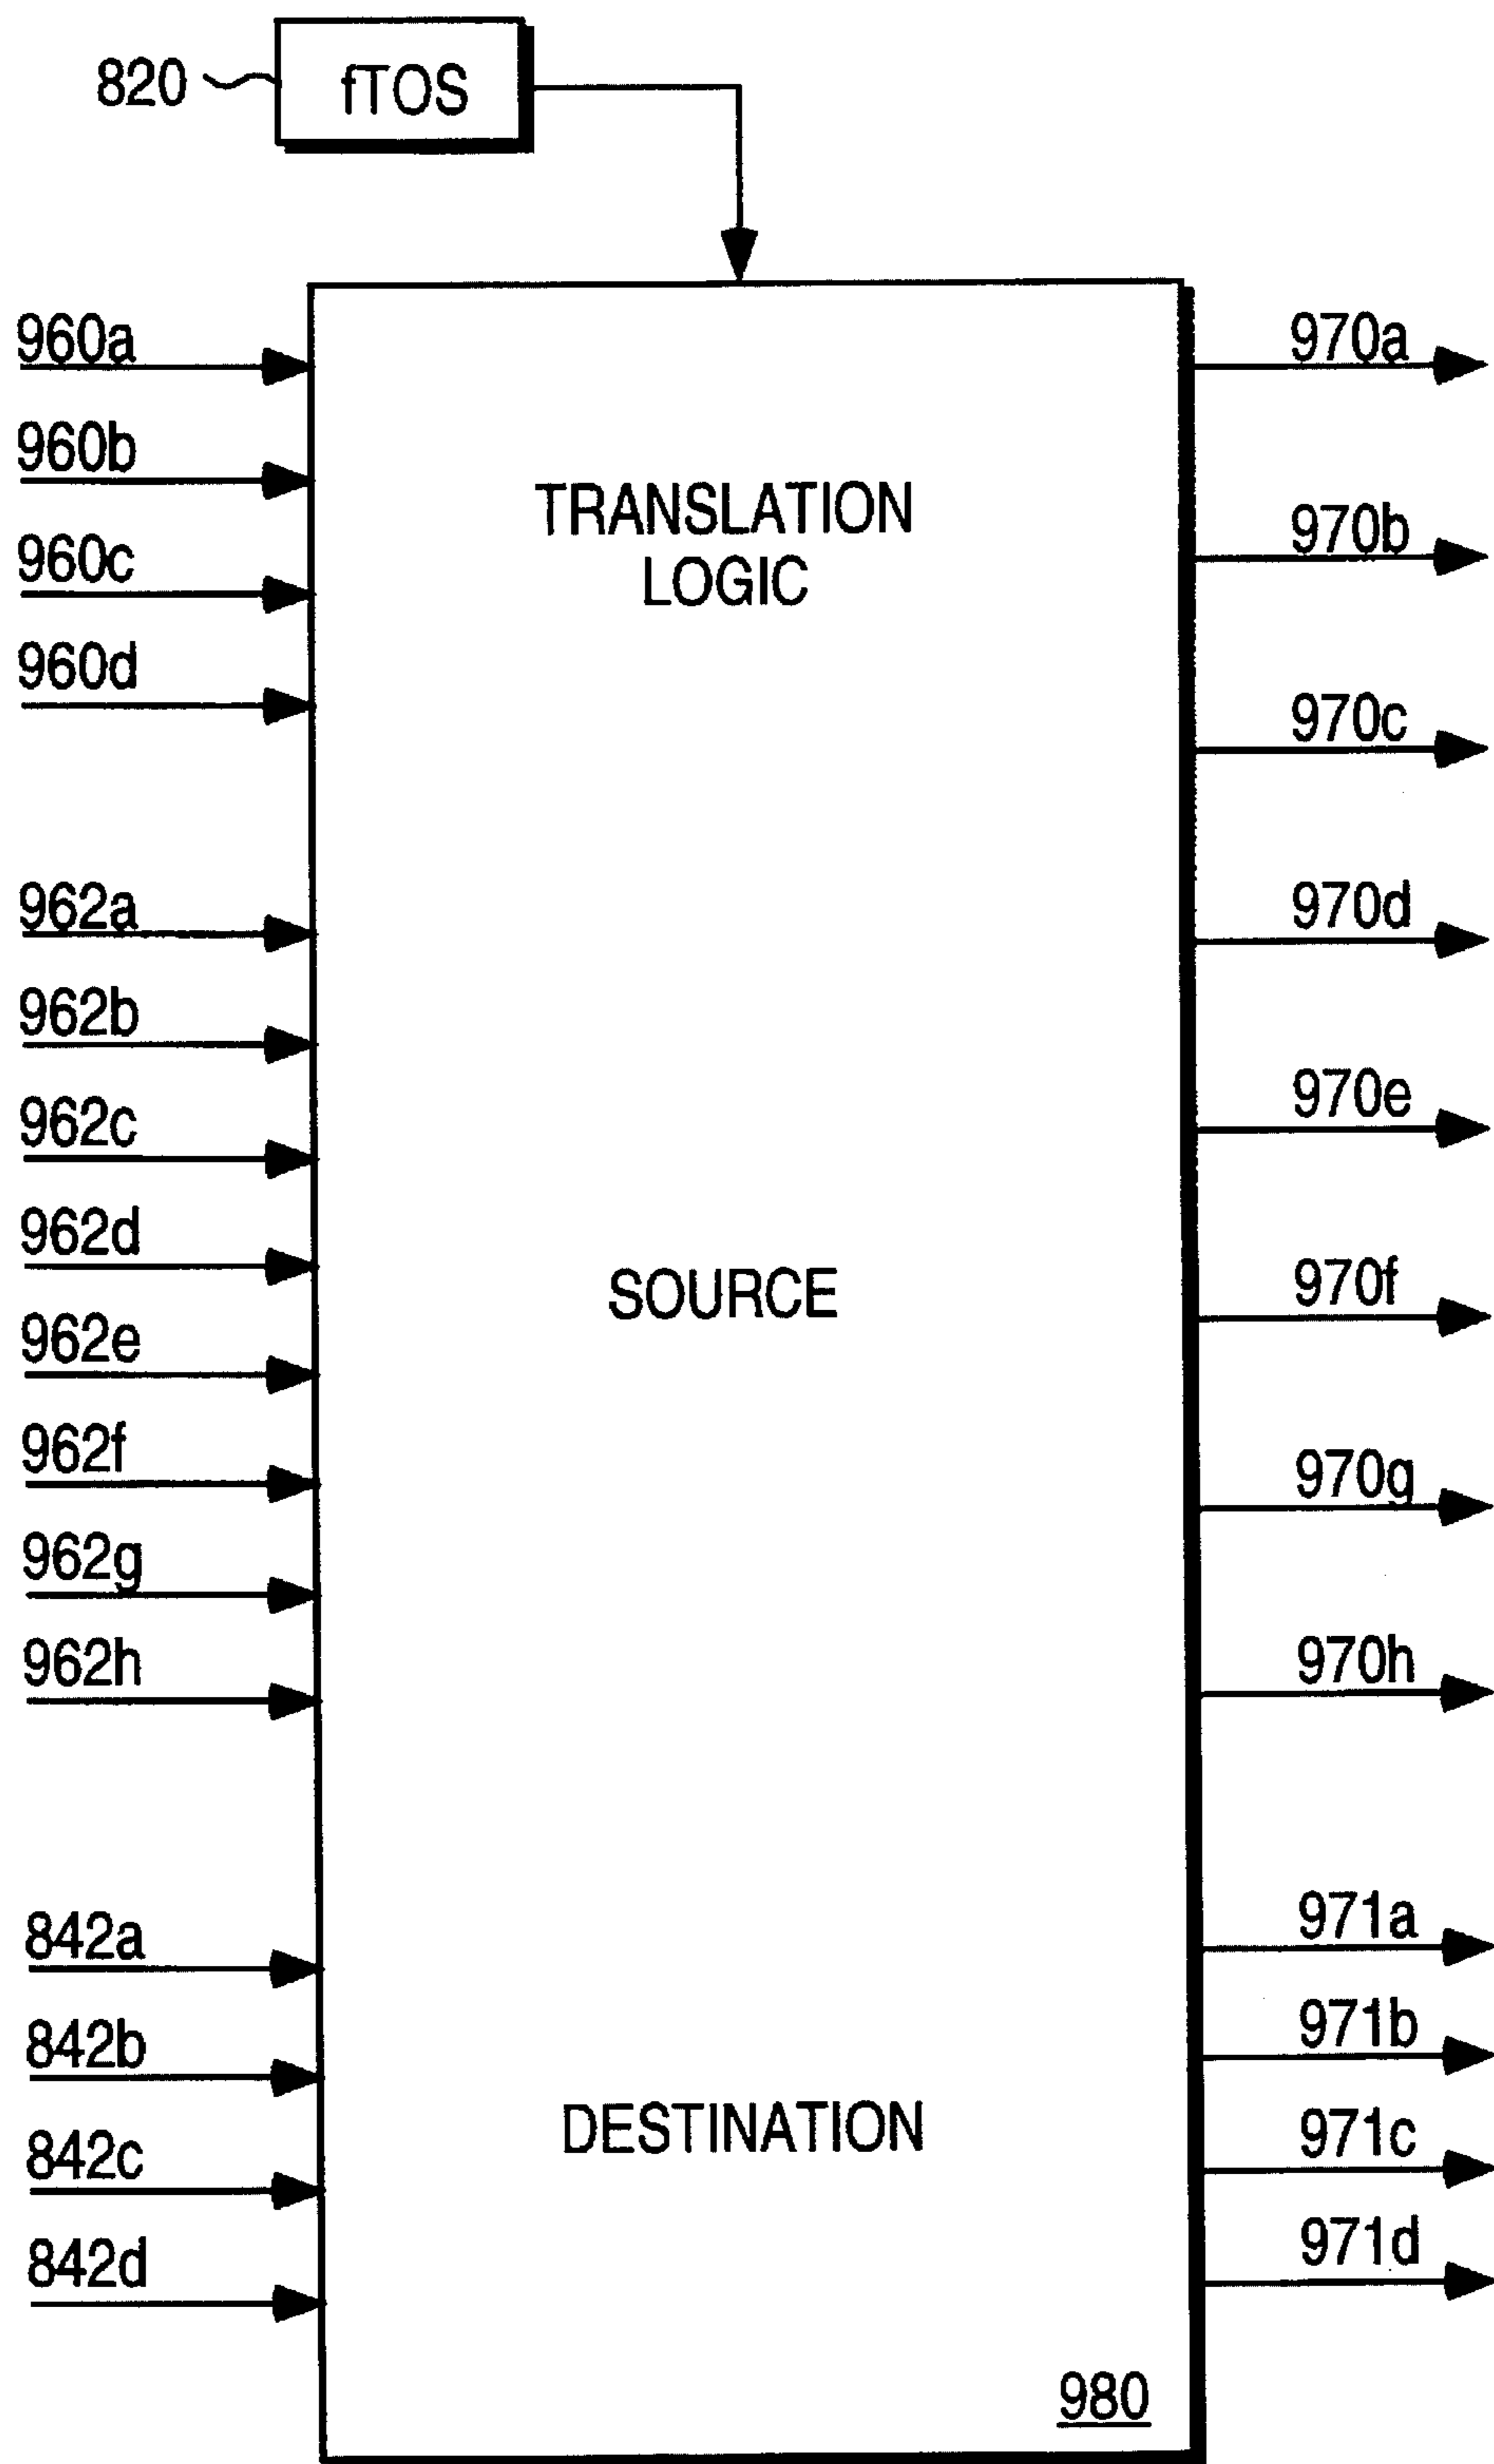 820
fTOS
960a
970a
960b
TRANSLATION
LOGIC
970b
960c
960d
970c
962a
970d
962b
962c
970e
962d
SOURCE
970f
962e
962f
970g
962g
962h
970h
842a
971a
842b
971b
842c
DESTINATION
971c
842d
971d
980